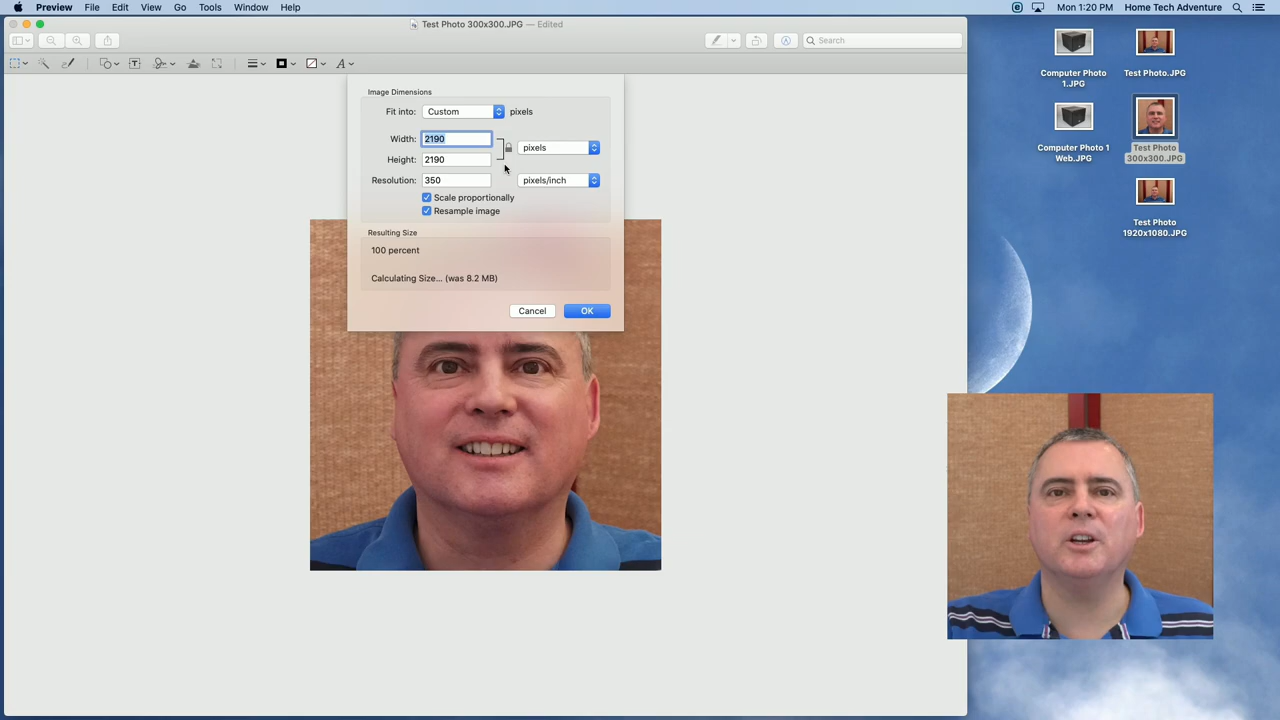 Preview File Edit View Go Tools Window Help Mon 1:20 PM Home Tech Adventure
Test Photo 300x300.JPG — Edited
Search
Image Dimensions
Fit into: Custom pixels
Width: 2190
pixels
Height: 2190
Resolution: 350 pixels/inch
Scale proportionally
Resample image
Resulting Size
100 percent
Calculating Size... (was 8.2 MB)
Cancel OK
Computer Photo
1.JPG
Test Photo.JPG
Computer Photo 1
Web.JPG
Test Photo
300x300.JPG
Test Photo
1920x1080.JPG